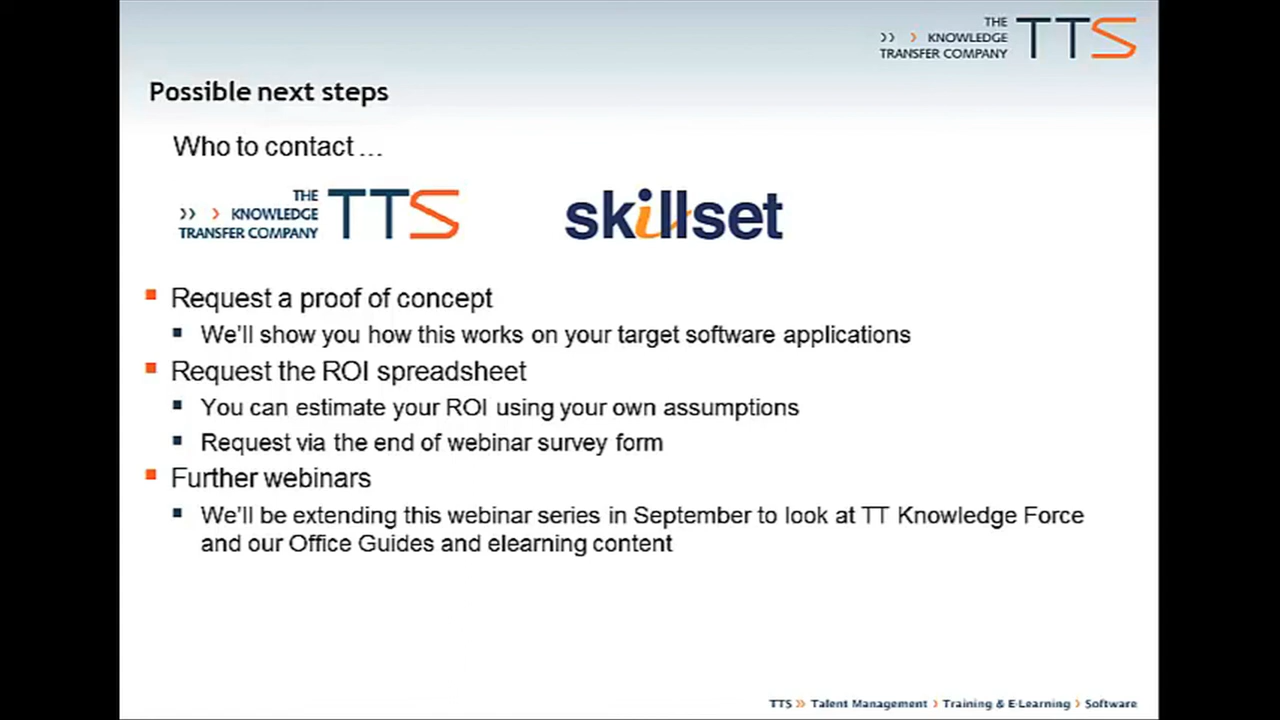 THE
›› › KNOWLEDGE
TRANSFER COMPANY TTS
Possible next steps
Who to contact ...
THE
›› › KNOWLEDGE
TRANSFER COMPANY TTS
skillset
Request a proof of concept
We'll show you how this works on your target software applications
Request the ROI spreadsheet
You can estimate your ROI using your own assumptions
Request via the end of webinar survey form
Further webinars
We'll be extending this webinar series in September to look at TT Knowledge Force
and our Office Guides and elearning content
TTS ›› Talent Management › Training & E-Learning › Software